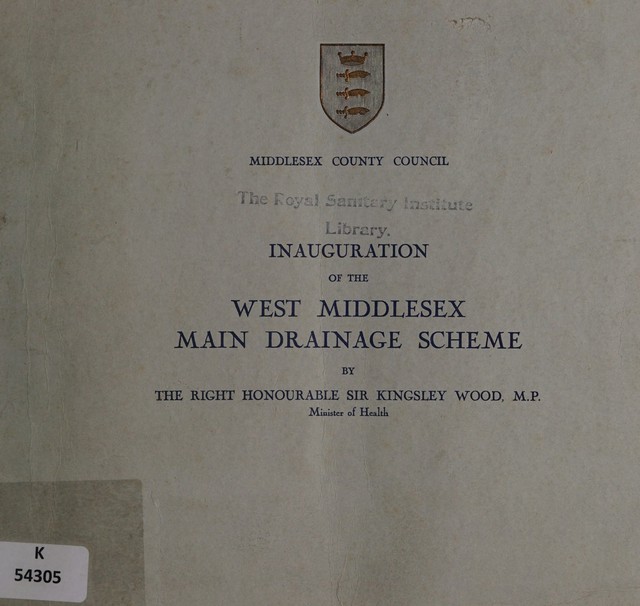 MIDDLESEX COUNTY COUNCIL
The Royal Sanitary Institute
Library.
INAUGURATION
OF THE
WEST MIDDLESEX
MAIN DRAINAGE SCHEME
BY
THE RIGHT HONOURABLE SIR KINGSLEY WOOD, M.P.
Minister of Health
K
54305